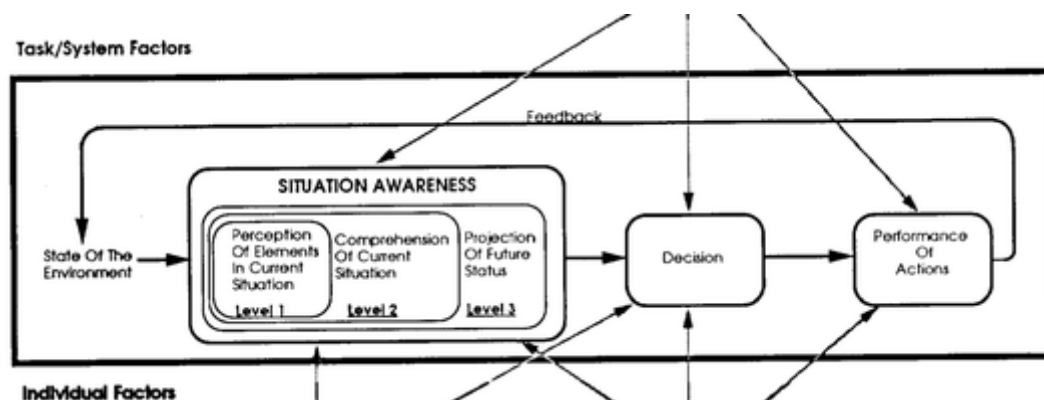 Task/System Factors
Feedback
SITUATION AWARENESS
State Of The
Environment
Perception
Of Elements
In Current
Situation
Level 1
Comprehension
Of Current
Situation
Level 2
Projection
Of Future
Status
Level 3
Decision
Performance
Of
Actions
Individual Factors